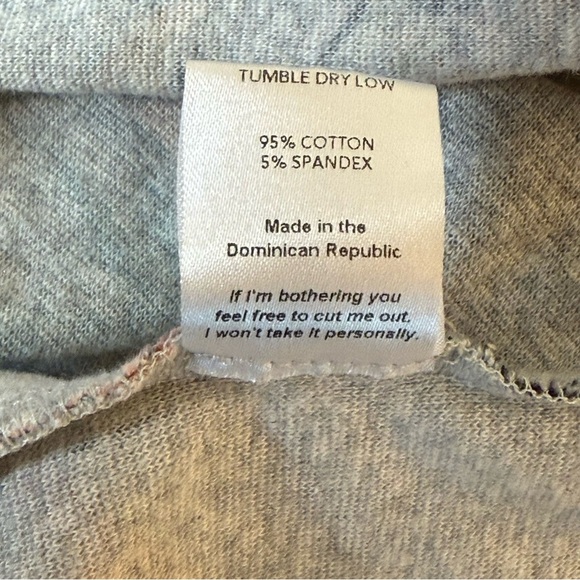 TUMBLE DRY LOW
95% COTTON
5% SPANDEX
Made in the
Dominican Republic
If I'm bothering you
feel free to cut me out.
I won't take it personally.